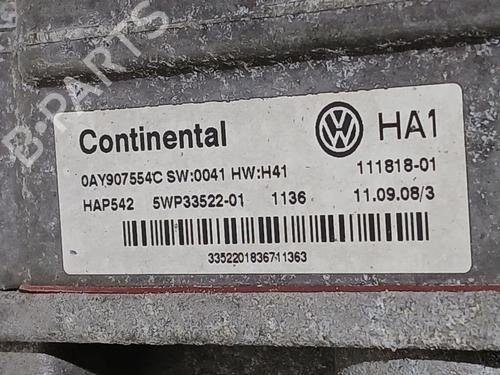 B-PARTS
Continental
HA1
0AY907554C SW:0041 HW:H41
111818-01
HAP542 5WP33522-01 1136
11.09.08/3
3352201836711363